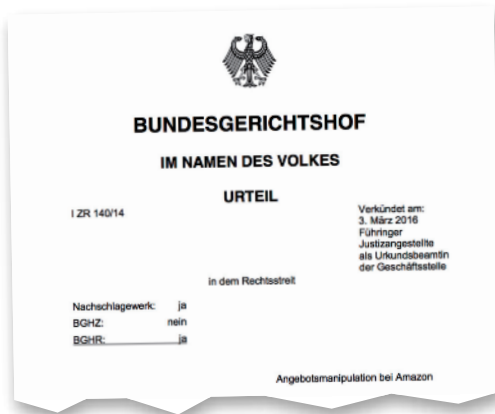 BUNDESGERICHTSHOF
IM NAMEN DES VOLKES
URTEIL
I ZR 140/14
Verkündet am:
3. März 2016
Führinger
Justizangestellte
als Urkundsbeamtin
der Geschäftsstelle
in dem Rechtsstreit
Nachschlagewerk: ja
BGHZ: nein
BGHR: ja
Angebotsmanipulation bei Amazon